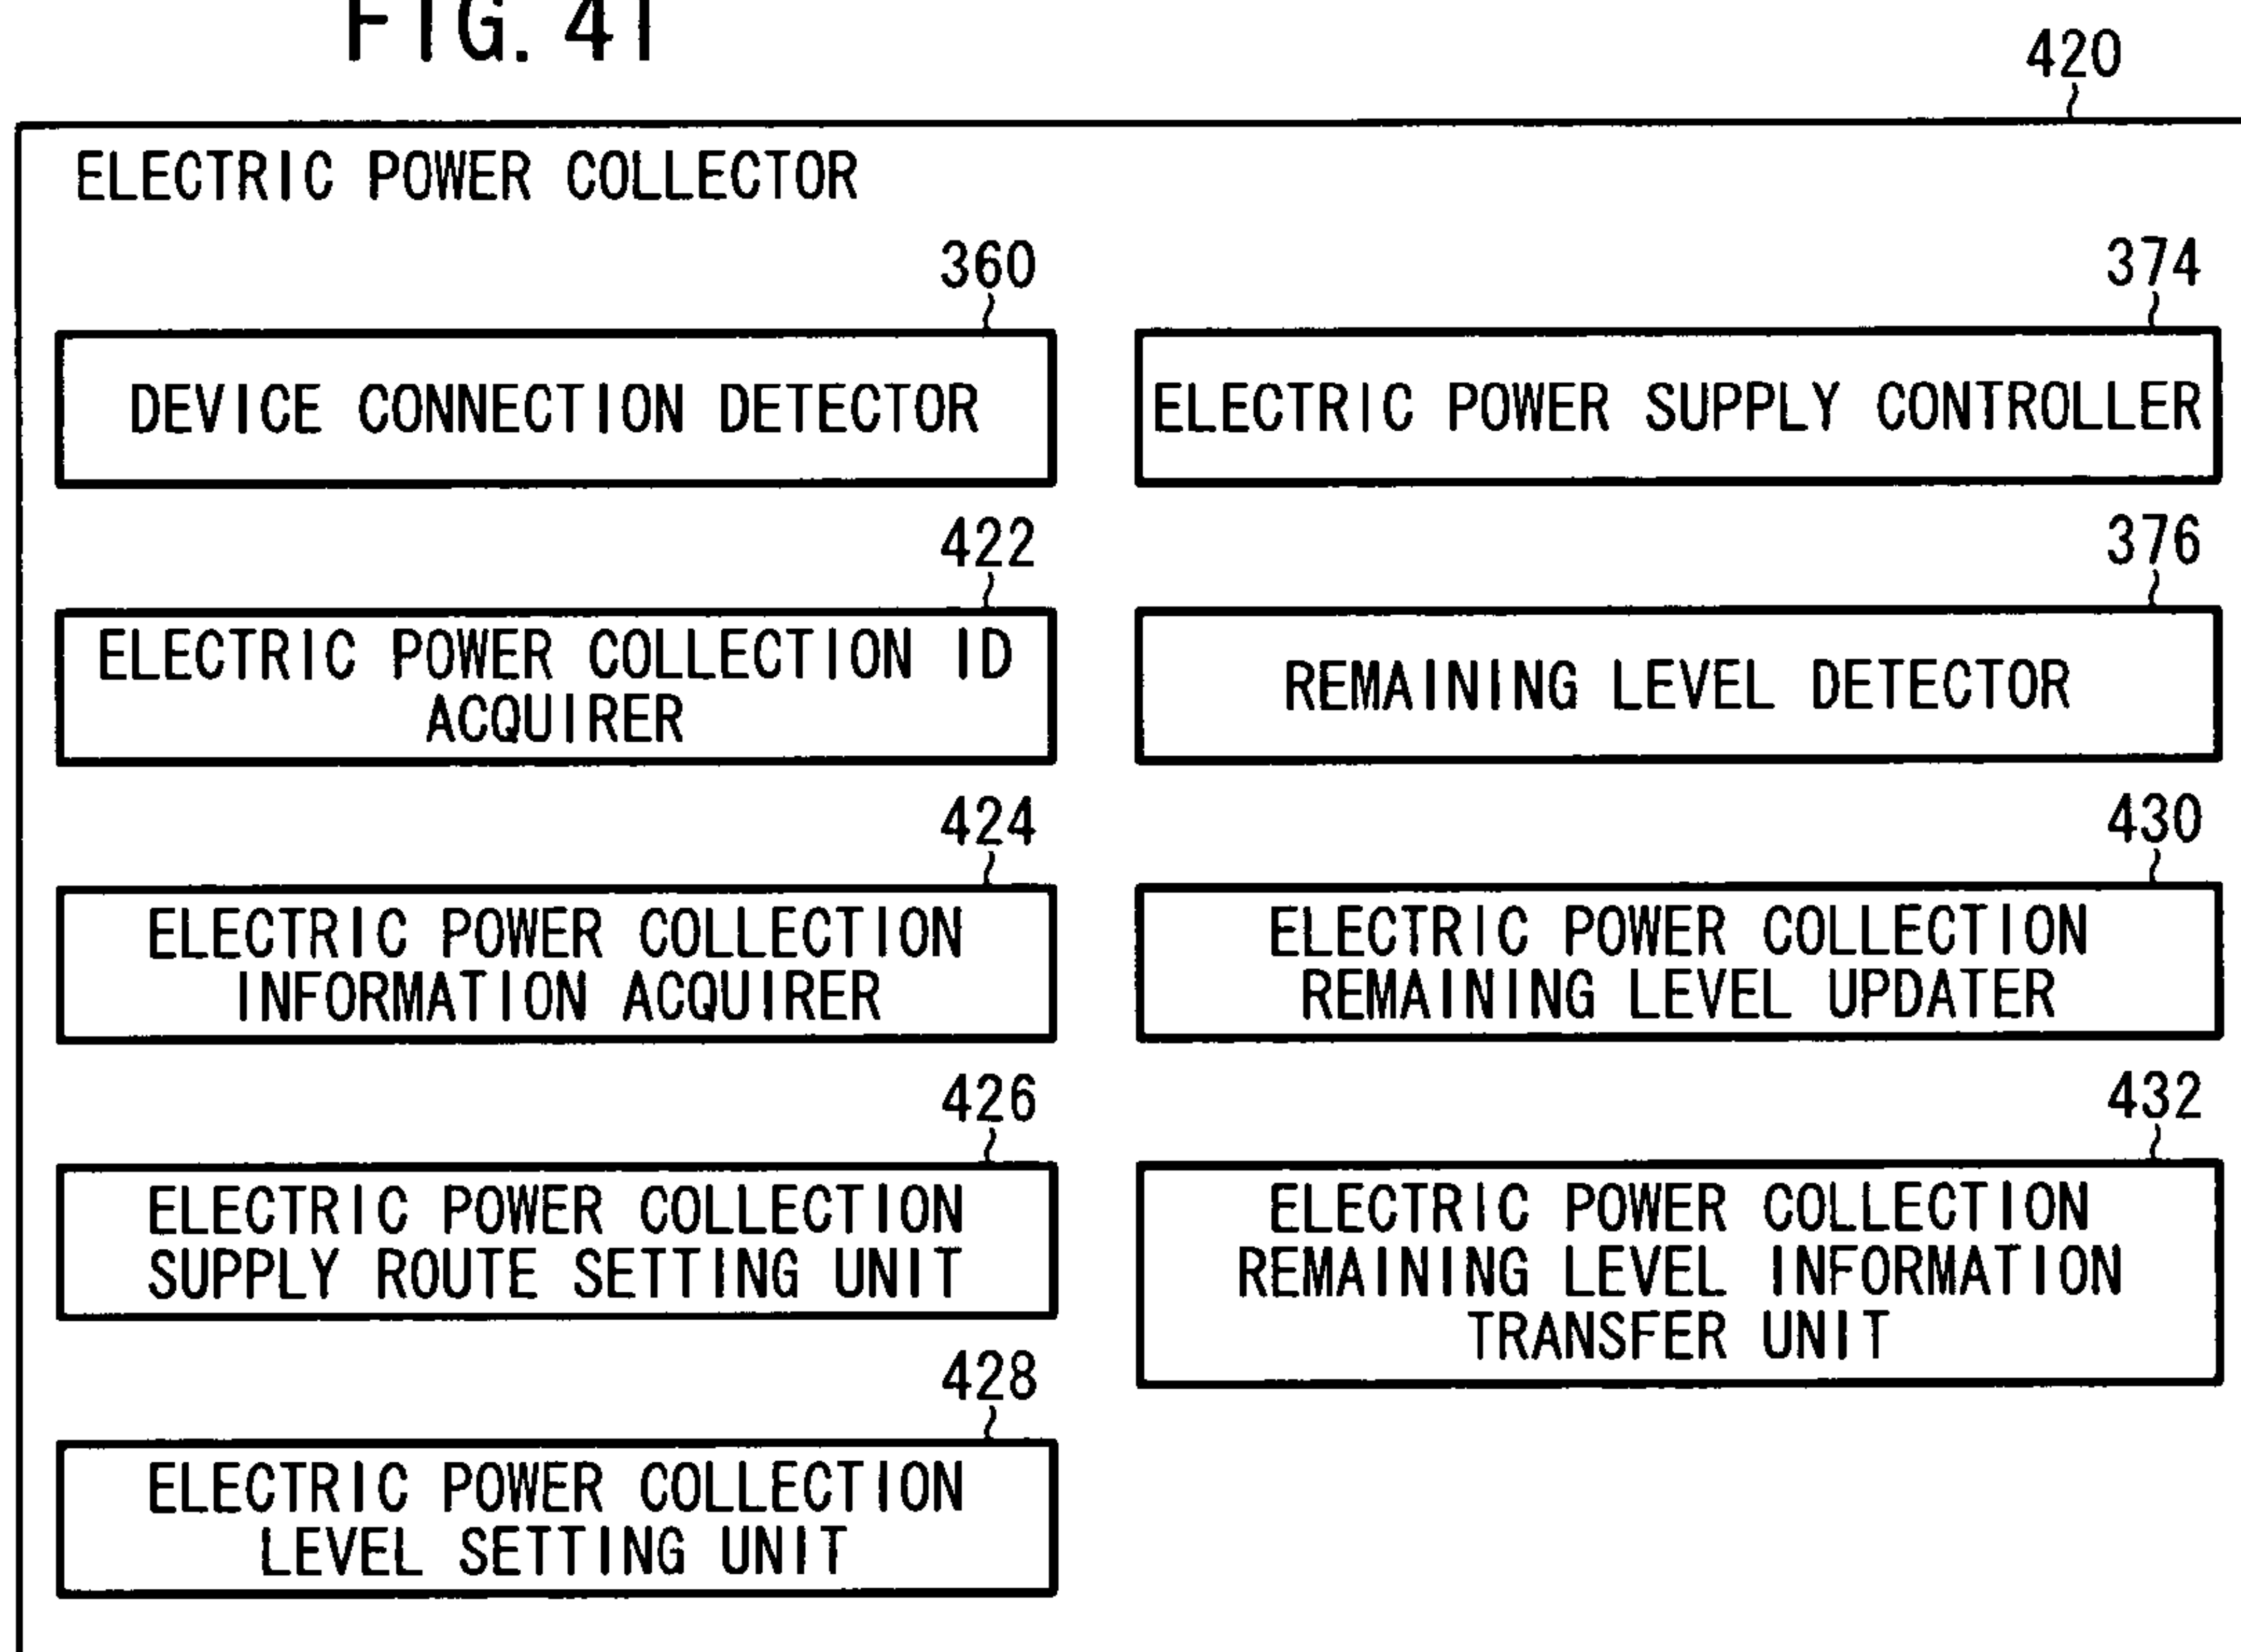 FIG. 41
420
ELECTRIC POWER COLLECTOR
360
DEVICE CONNECTION DETECTOR
374
ELECTRIC POWER SUPPLY CONTROLLER
422
ELECTRIC POWER COLLECTION ID
ACQUIRER
376
REMAINING LEVEL DETECTOR
424
ELECTRIC POWER COLLECTION
INFORMATION ACQUIRER
430
ELECTRIC POWER COLLECTION
REMAINING LEVEL UPDATER
426
ELECTRIC POWER COLLECTION
SUPPLY ROUTE SETTING UNIT
432
ELECTRIC POWER COLLECTION
REMAINING LEVEL INFORMATION
TRANSFER UNIT
428
ELECTRIC POWER COLLECTION
LEVEL SETTING UNIT